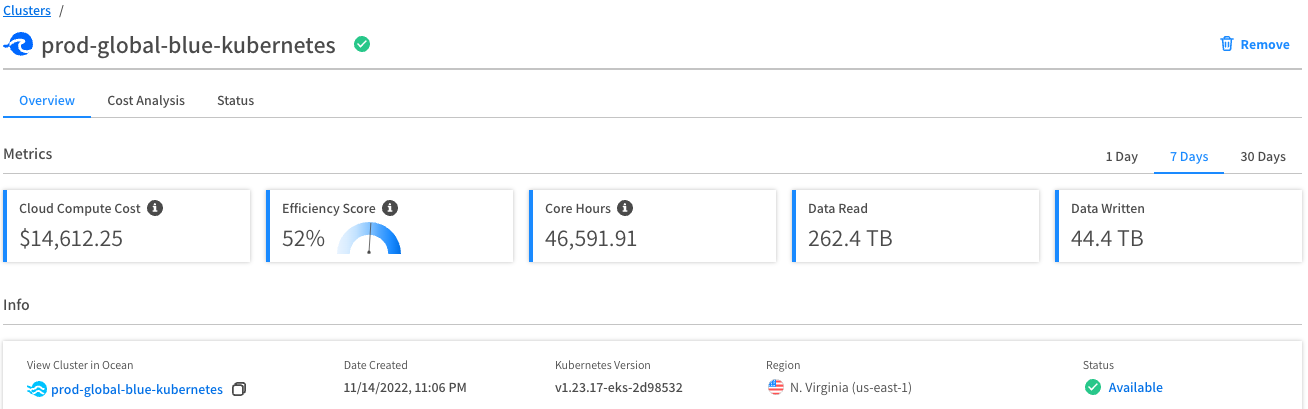 Clusters /
prod-global-blue-kubernetes
Remove
Overview Cost Analysis Status
Metrics
1 Day 7 Days 30 Days
Cloud Compute Cost Efficiency Score Core Hours Data Read Data Written
$14,612.25 52% 46,591.91 262.4 TB 44.4 TB
Info
View Cluster in Ocean Date Created Kubernetes Version Region Status
prod-global-blue-kubernetes 11/14/2022, 11:06 PM v1.23.17-eks-2d98532 N. Virginia (us-east-1) Available